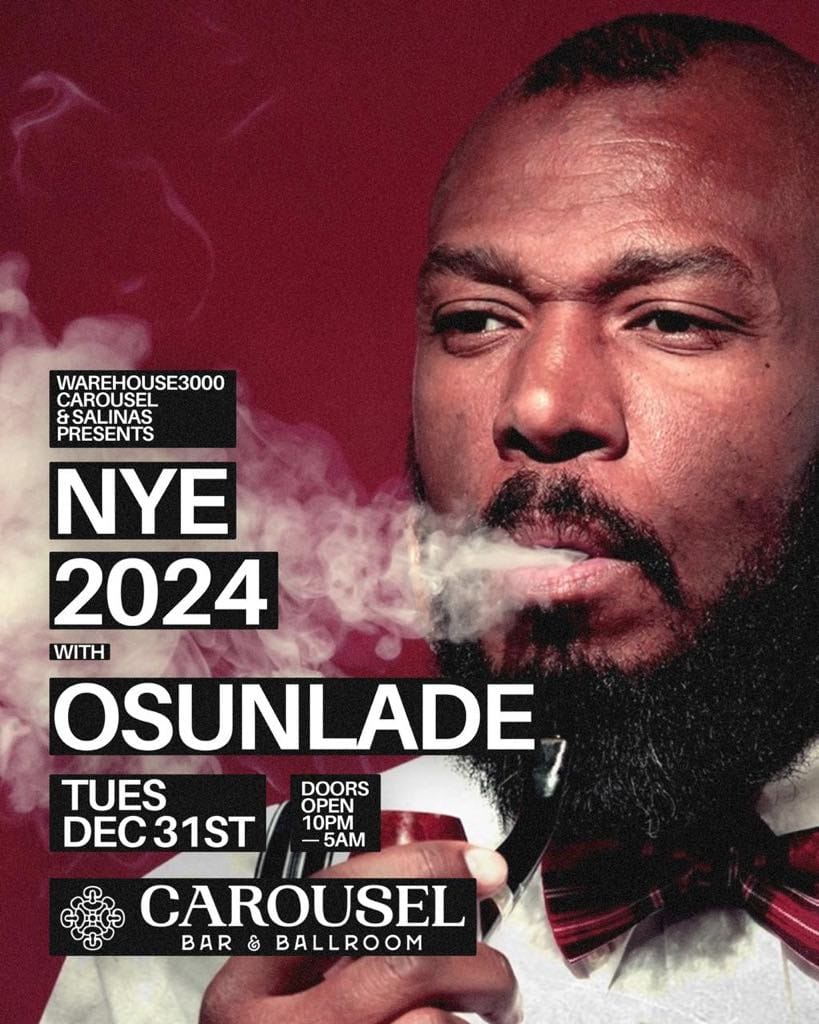 WAREHOUSE3000
CAROUSEL
& SALINAS
PRESENTS
NYE
2024
WITH
OSUNLADE
TUES
DEC 31ST
DOORS
OPEN
10PM
— 5AM
CAROUSEL
BAR & BALLROOM